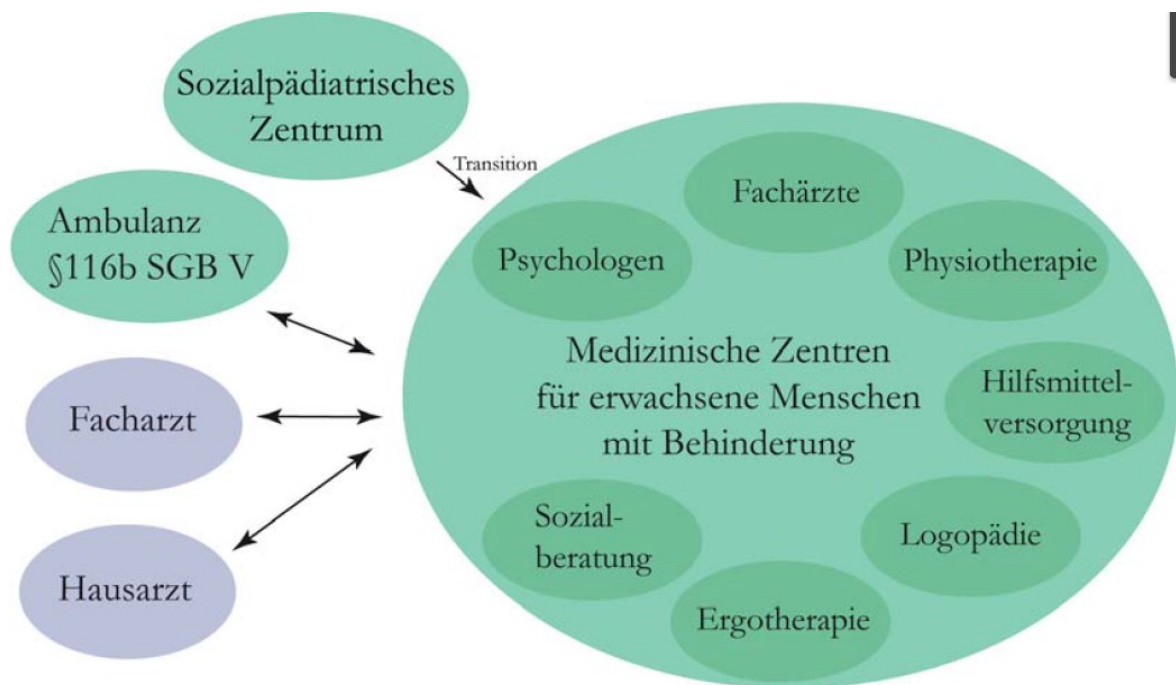 Sozialpädiatrisches
Zentrum
Transition
Ambulanz
§116b SGB V
Facharzt
Hausarzt
Fachärzte
Psychologen
Physiotherapie
Medizinische Zentren
für erwachsene Menschen
mit Behinderung
Hilfsmittel-
versorgung
Sozial-
beratung
Logopädie
Ergotherapie